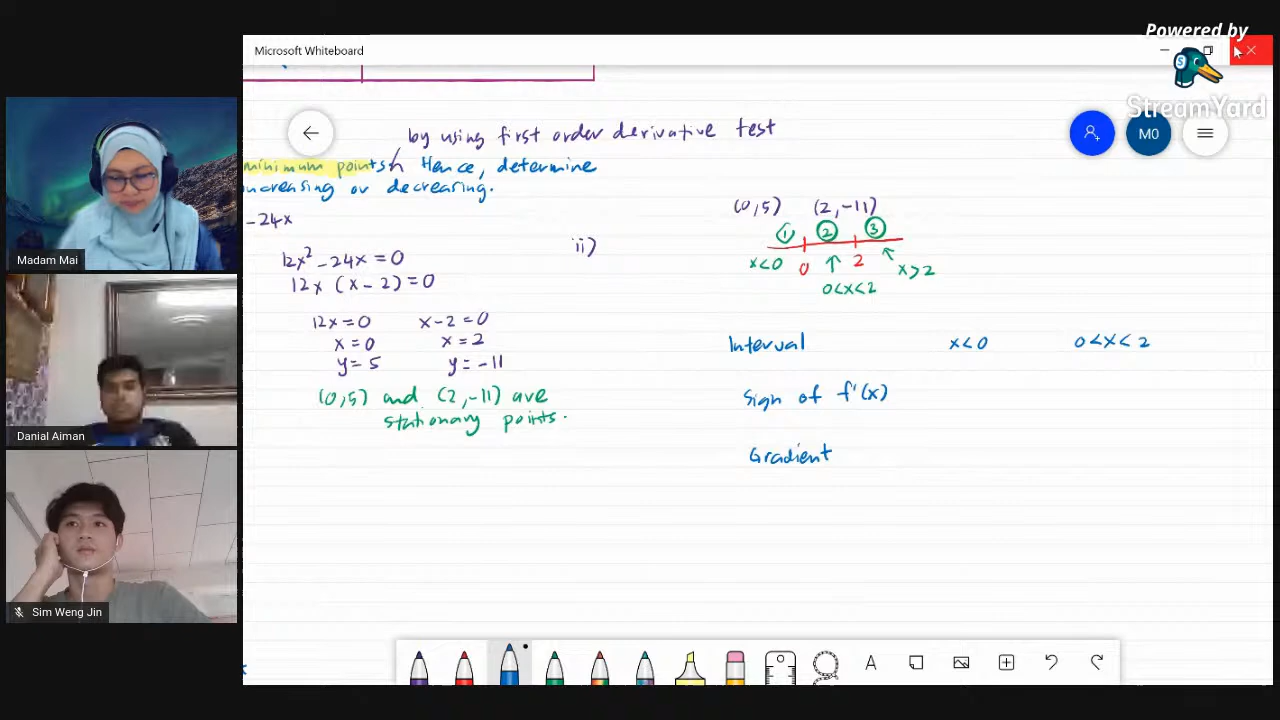 Powered by
StreamYard
Microsoft Whiteboard
by using first order derivative test
minimum points Hence, determine
increasing or decreasing.
-24x
12x² - 24x = 0
12x (x - 2) = 0
12x = 0 x - 2 = 0
x = 0 x = 2
y = 5 y = -11
(0,5) and (2,-11) are
stationary points.
ii)
(0,5) (2,-11)
1 2 3
x<0 0 2 x>2
0<x<2
Interval x<0 0<x<2
Sign of f'(x)
Gradient
M0
S
A
Madam Mai
Danial Aiman
Sim Weng Jin